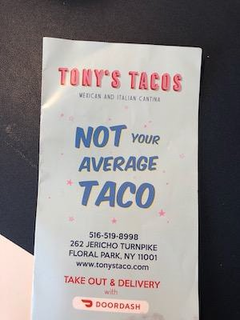 TONY'S TACOS
MEXICAN AND ITALIAN CANTINA
NOT YOUR
AVERAGE
TACO
516-519-8998
262 JERICHO TURNPIKE
FLORAL PARK, NY 11001
www.tonystaco.com
TAKE OUT & DELIVERY
with
DOORDASH